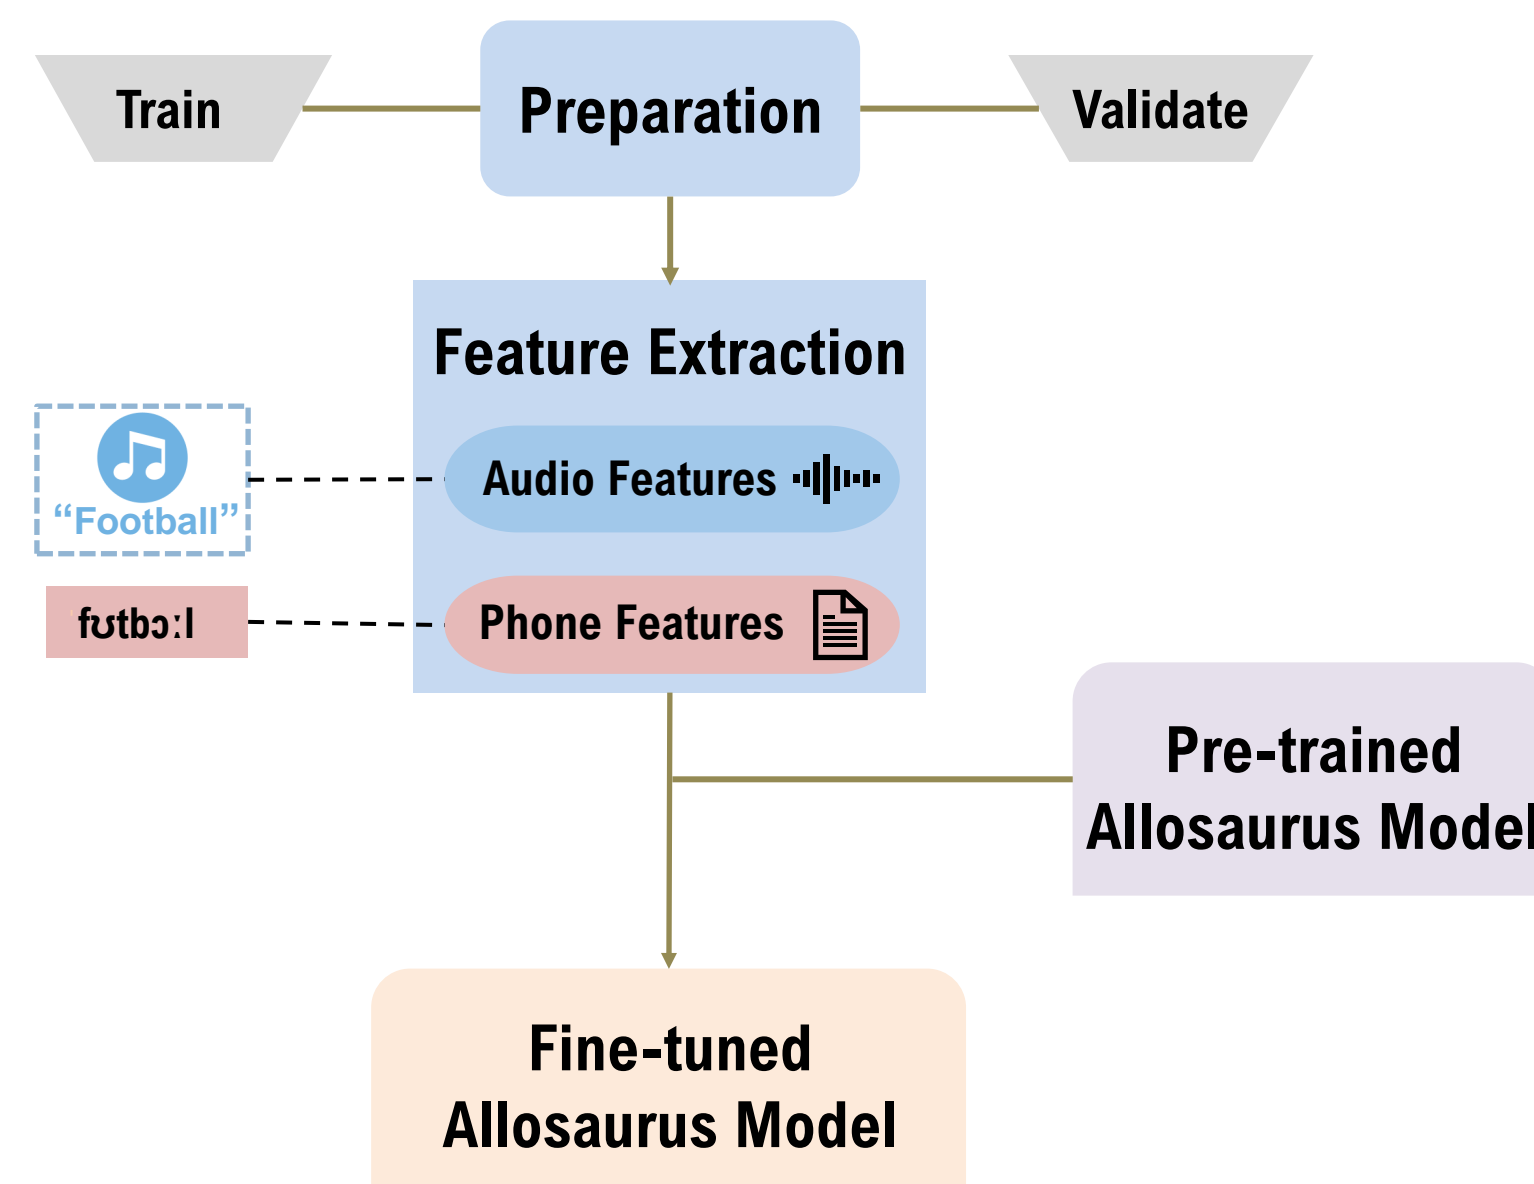 Train
Preparation
Validate
Feature Extraction
Audio Features
“Football”
Phone Features
fʊtbɔːl
Pre-trained
Allosaurus Model
Fine-tuned
Allosaurus Model